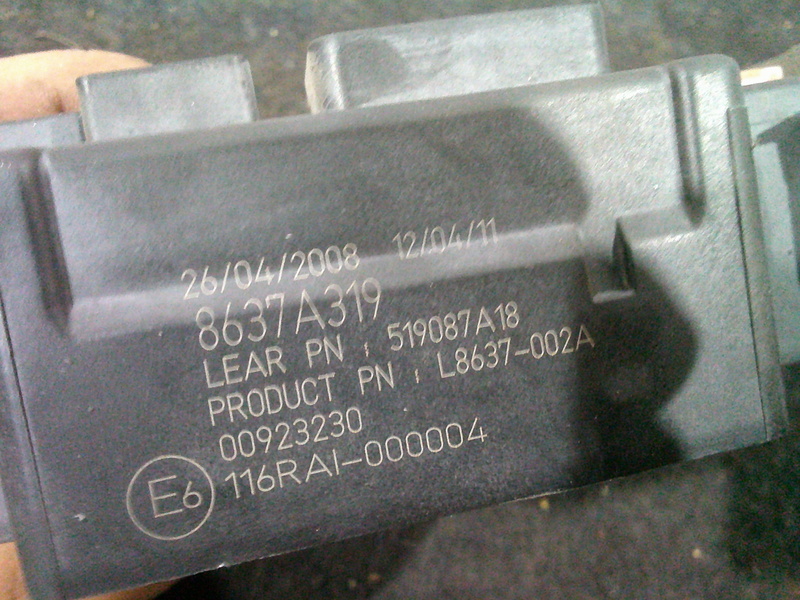 26/04/2008 12/04/11
8637A319
LEAR PN : 519087A18
PRODUCT PN : L8637-002A
00923230
E6 116RAI-000004